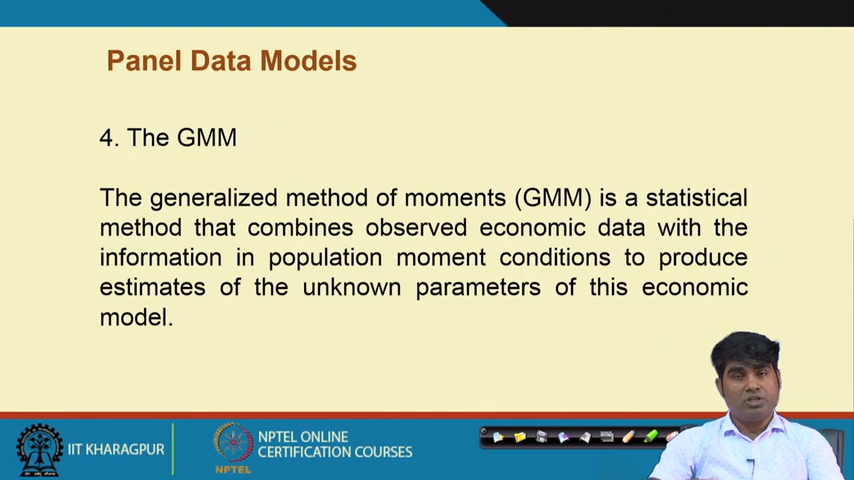 Panel Data Models
4. The GMM
The generalized method of moments (GMM) is a statistical
method that combines observed economic data with the
information in population moment conditions to produce
estimates of the unknown parameters of this economic
model.
IIT KHARAGPUR
NPTEL
NPTEL ONLINE
CERTIFICATION COURSES